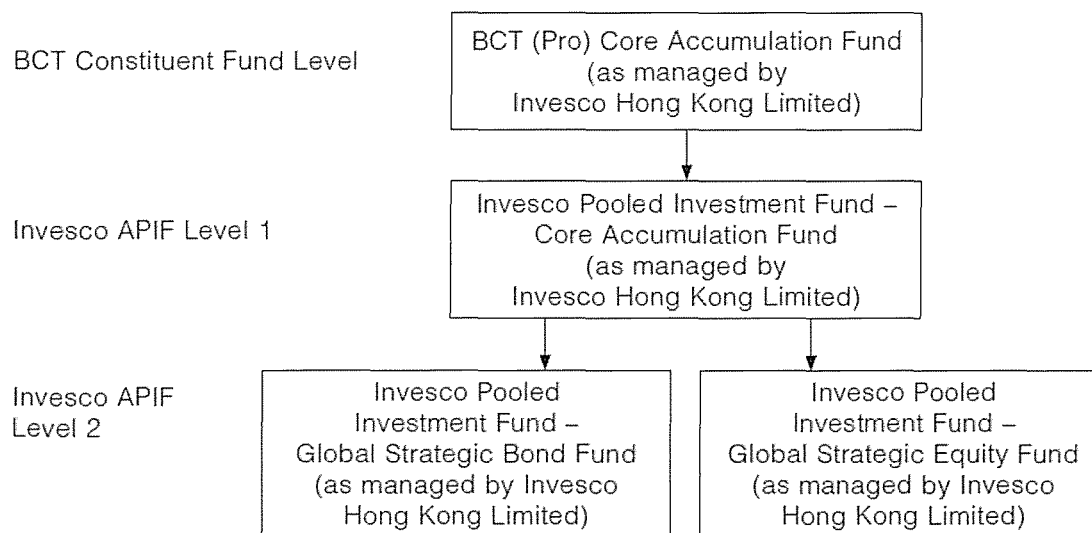 BCT Constituent Fund Level
BCT (Pro) Core Accumulation Fund
(as managed by
Invesco Hong Kong Limited)
Invesco APIF Level 1
Invesco Pooled Investment Fund –
Core Accumulation Fund
(as managed by
Invesco Hong Kong Limited)
Invesco APIF
Level 2
Invesco Pooled
Investment Fund –
Global Strategic Bond Fund
(as managed by Invesco
Hong Kong Limited)
Invesco Pooled
Investment Fund –
Global Strategic Equity Fund
(as managed by Invesco
Hong Kong Limited)